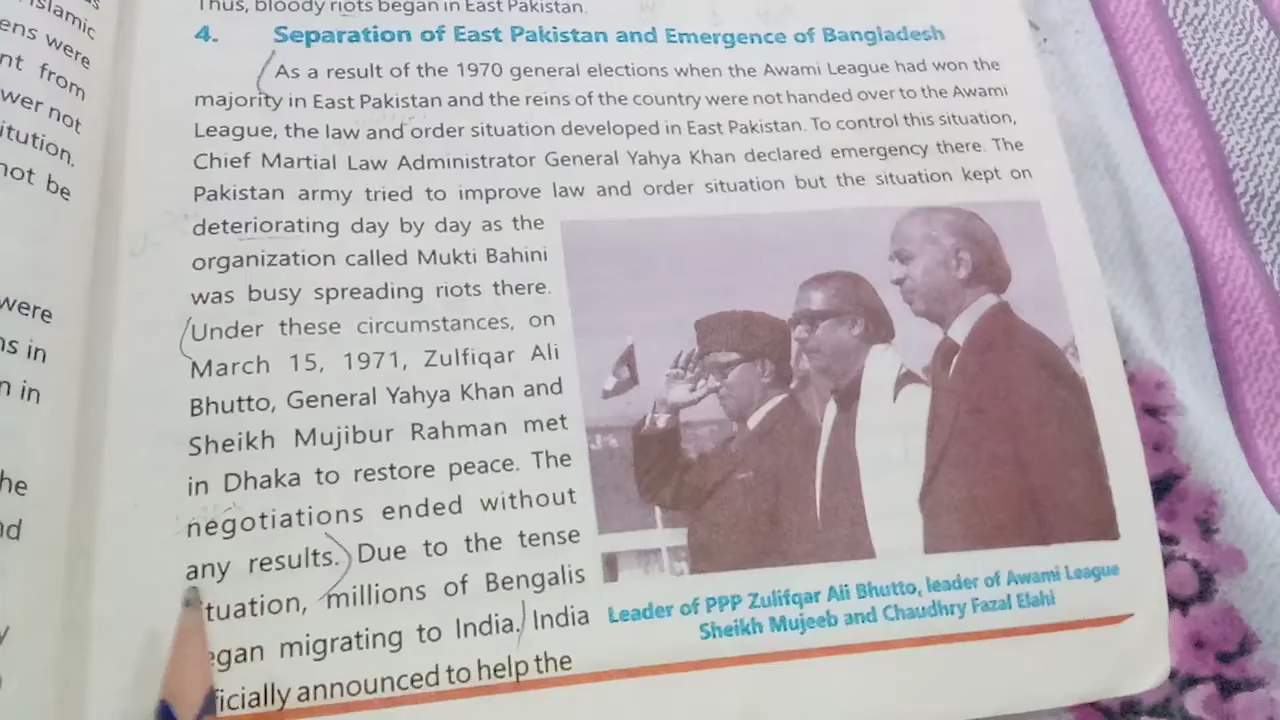 Islamic
ens were
nt from
wer not
itution.
not be
were
ns in
n in
he
nd
y
Thus, bloody riots began in East Pakistan.
4. Separation of East Pakistan and Emergence of Bangladesh
As a result of the 1970 general elections when the Awami League had won the
majority in East Pakistan and the reins of the country were not handed over to the Awami
League, the law and order situation developed in East Pakistan. To control this situation,
Chief Martial Law Administrator General Yahya Khan declared emergency there. The
Pakistan army tried to improve law and order situation but the situation kept on
deteriorating day by day as the
organization called Mukti Bahini
was busy spreading riots there.
Under these circumstances, on
March 15, 1971, Zulfiqar Ali
Bhutto, General Yahya Khan and
Sheikh Mujibur Rahman met
in Dhaka to restore peace. The
negotiations ended without
any results. Due to the tense
tuation, millions of Bengalis
egan migrating to India. India
ficially announced to help the
Leader of PPP Zulifqar Ali Bhutto, leader of Awami League
Sheikh Mujeeb and Chaudhry Fazal Elahi